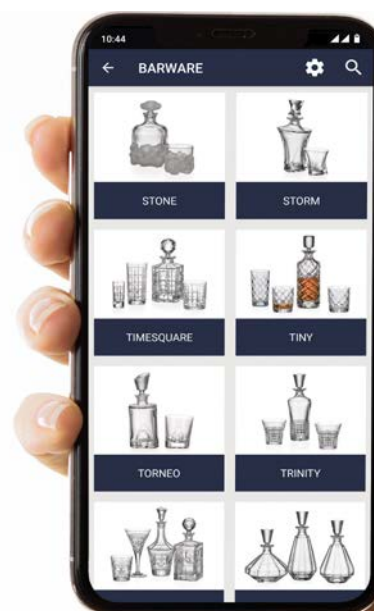 10:44
BARWARE
STONE
STORM
TIMESQUARE
TINY
TORNEO
TRINITY